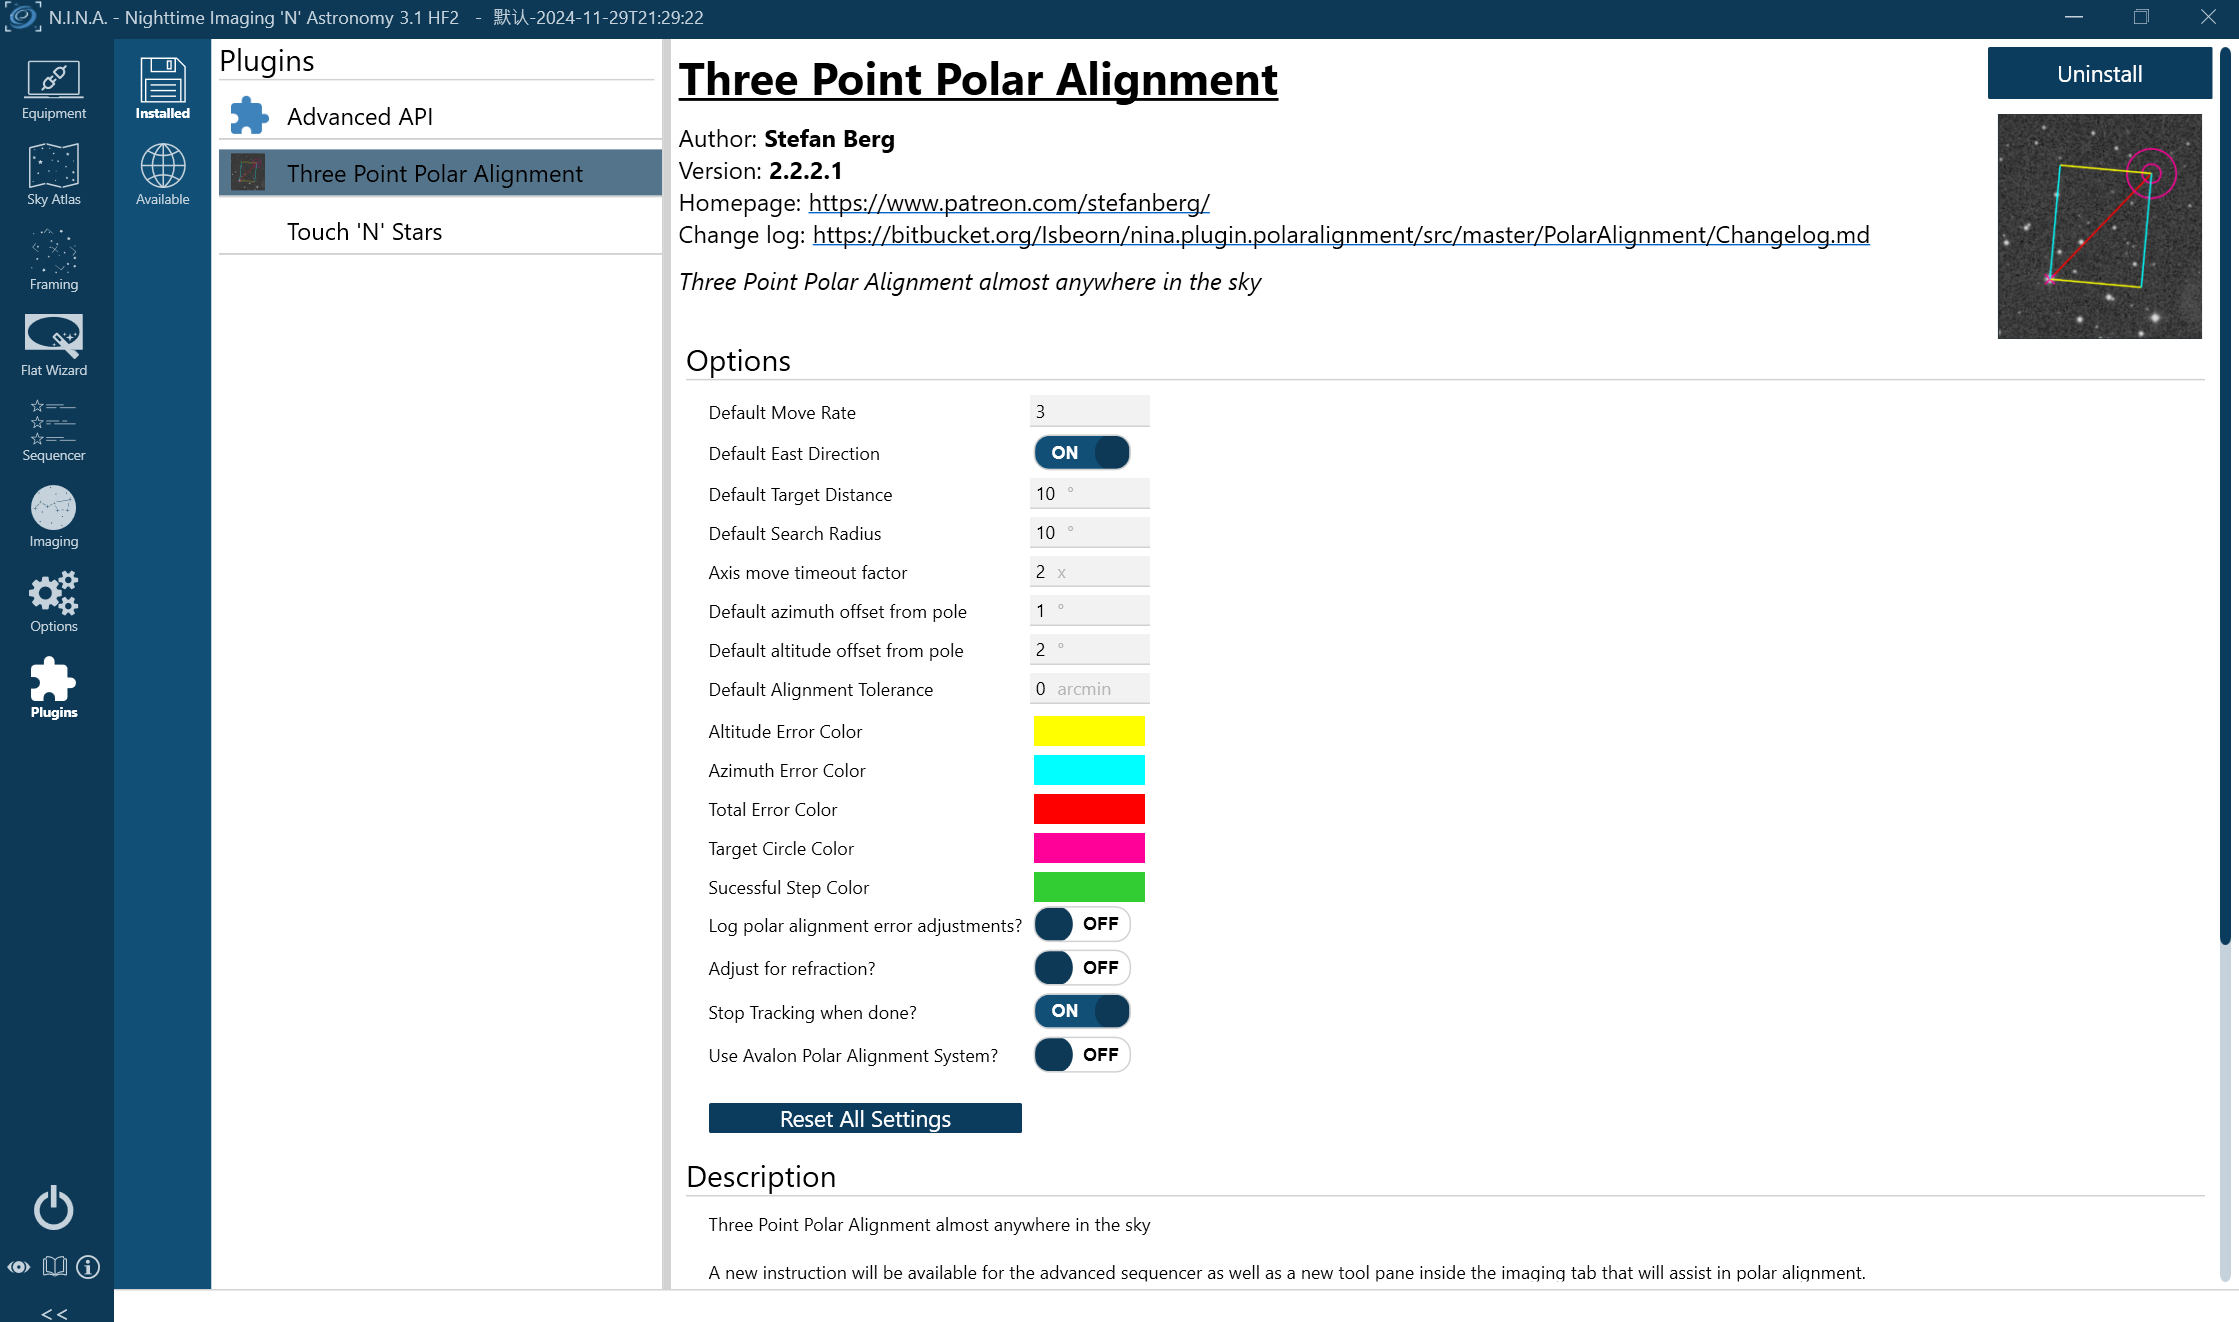 N.I.N.A. - Nighttime Imaging 'N' Astronomy 3.1 HF2 - 默认-2024-11-29T21:29:22
Equipment
Sky Atlas
Framing
Flat Wizard
Sequencer
Imaging
Options
Plugins
<<
Installed
Available
Plugins
Advanced API
Three Point Polar Alignment
Touch 'N' Stars
Three Point Polar Alignment
Uninstall
Author: Stefan Berg
Version: 2.2.2.1
Homepage: https://www.patreon.com/stefanberg/
Change log: https://bitbucket.org/Isbeorn/nina.plugin.polaralignment/src/master/PolarAlignment/Changelog.md
Three Point Polar Alignment almost anywhere in the sky
Options
Default Move Rate 3
Default East Direction ON
Default Target Distance 10 °
Default Search Radius 10 °
Axis move timeout factor 2 x
Default azimuth offset from pole 1 °
Default altitude offset from pole 2 °
Default Alignment Tolerance 0 arcmin
Altitude Error Color
Azimuth Error Color
Total Error Color
Target Circle Color
Sucessful Step Color
Log polar alignment error adjustments? OFF
Adjust for refraction? OFF
Stop Tracking when done? ON
Use Avalon Polar Alignment System? OFF
Reset All Settings
Description
Three Point Polar Alignment almost anywhere in the sky
A new instruction will be available for the advanced sequencer as well as a new tool pane inside the imaging tab that will assist in polar alignment.